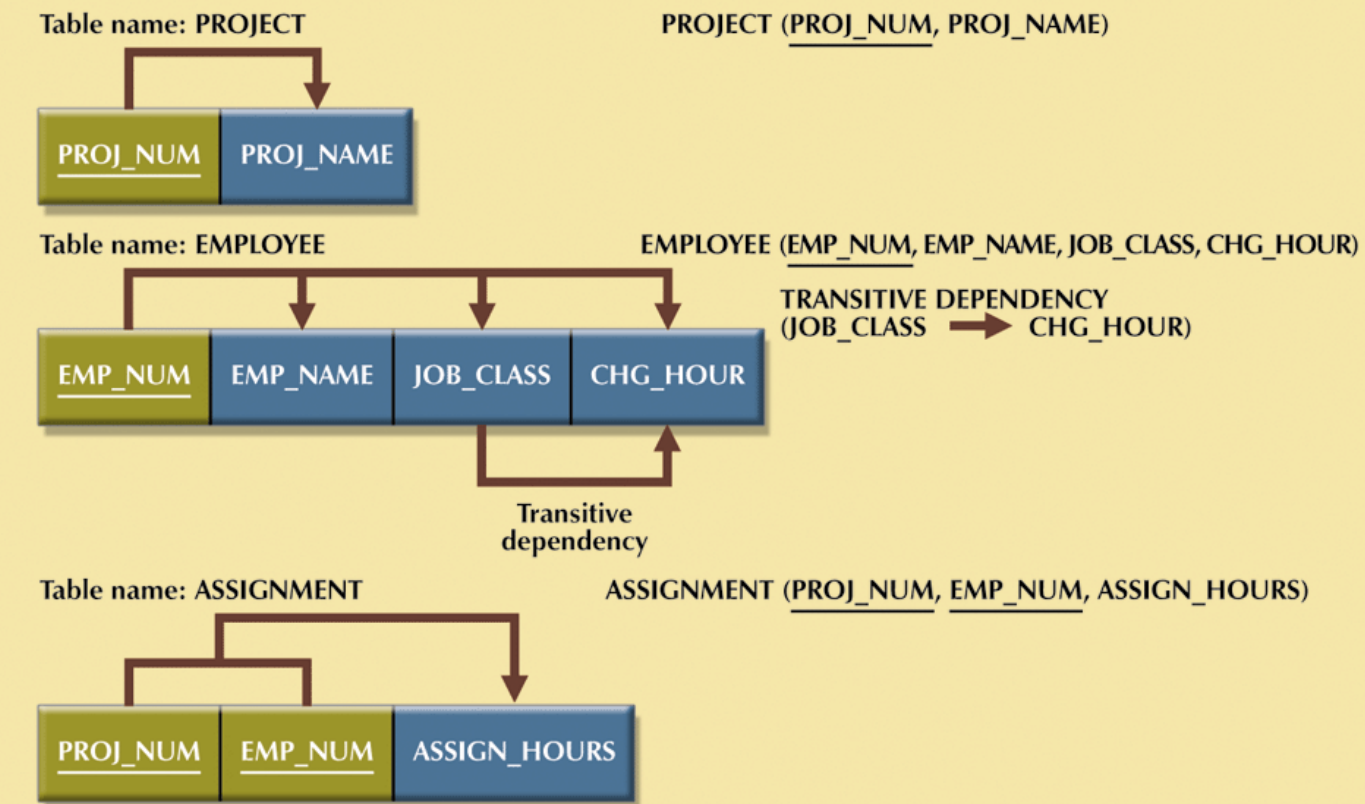 Table name: PROJECT
PROJECT (PROJ_NUM, PROJ_NAME)
PROJ_NUM
PROJ_NAME
Table name: EMPLOYEE
EMPLOYEE (EMP_NUM, EMP_NAME, JOB_CLASS, CHG_HOUR)
TRANSITIVE DEPENDENCY
(JOB_CLASS CHG_HOUR)
EMP_NUM
EMP_NAME
JOB_CLASS
CHG_HOUR
Transitive
dependency
Table name: ASSIGNMENT
ASSIGNMENT (PROJ_NUM, EMP_NUM, ASSIGN_HOURS)
PROJ_NUM
EMP_NUM
ASSIGN_HOURS